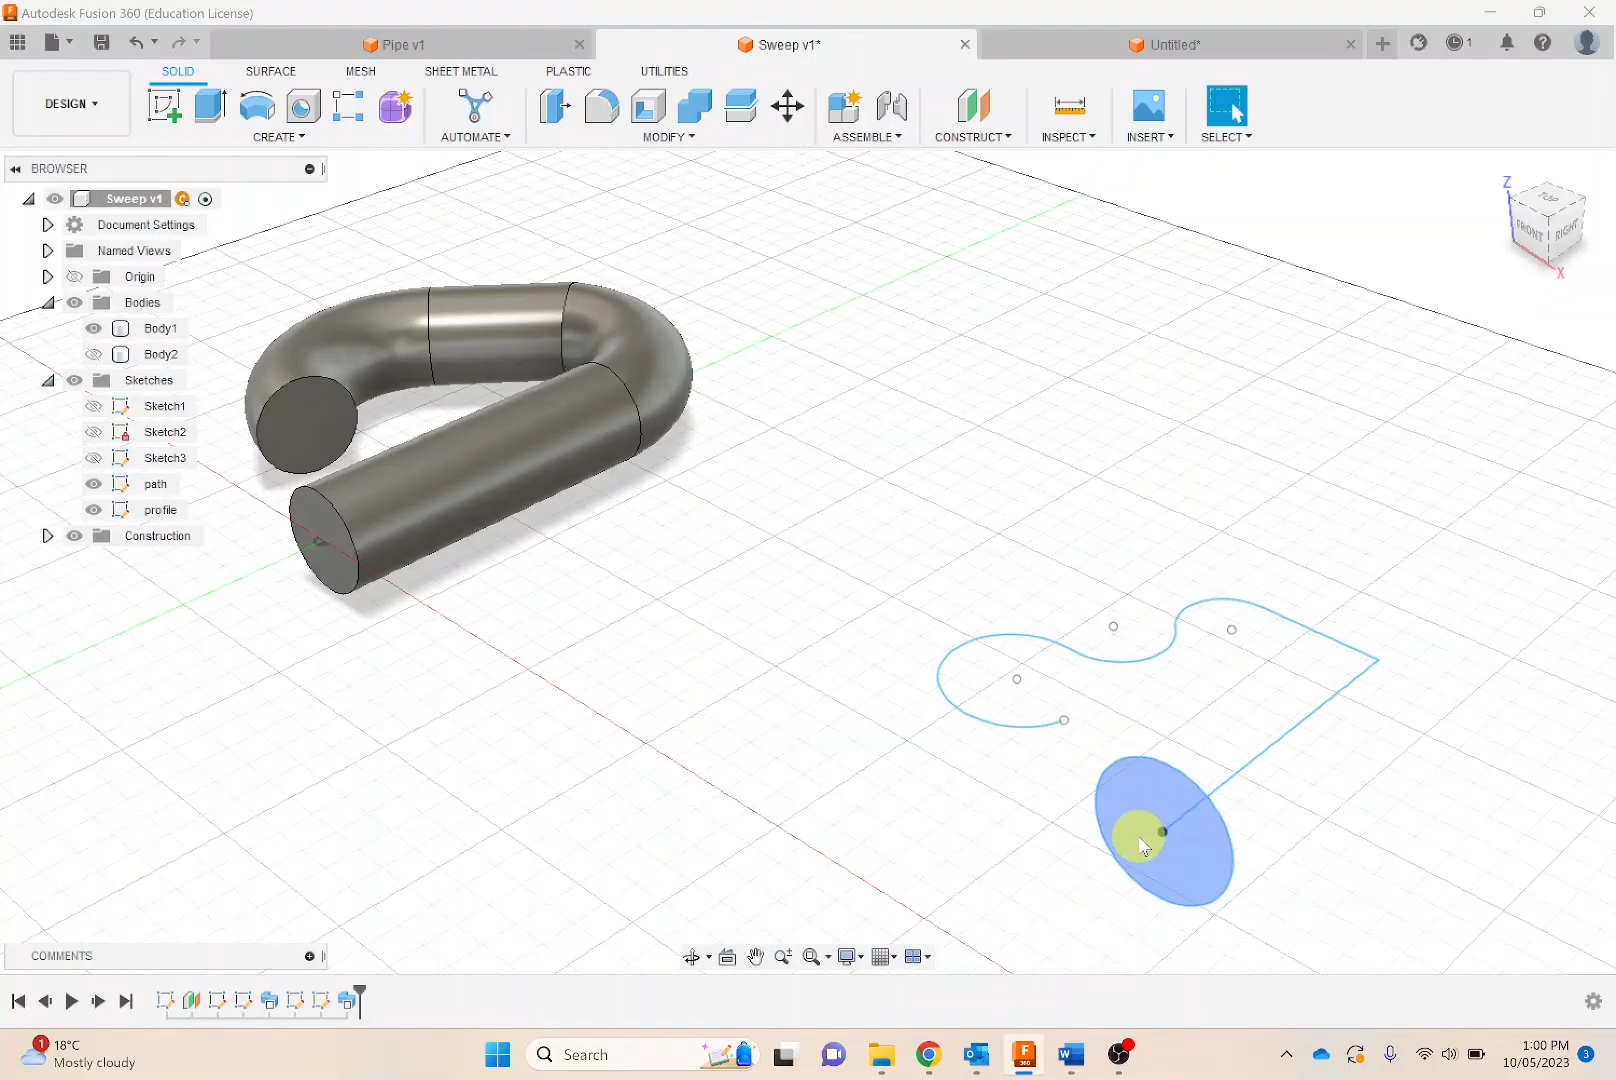 Autodesk Fusion 360 (Education License)
Pipe v1
Sweep v1*
Untitled*
1
SOLID SURFACE MESH SHEET METAL PLASTIC UTILITIES
DESIGN
CREATE AUTOMATE MODIFY ASSEMBLE CONSTRUCT INSPECT INSERT SELECT
BROWSER
Sweep v1
Document Settings
Named Views
Origin
Bodies
Body1
Body2
Sketches
Sketch1
Sketch2
Sketch3
path
profile
Construction
Z
TOP
FRONT RIGHT
X
COMMENTS
1
18°C
Mostly cloudy
Search
F
360
W
1:00 PM
10/05/2023
3